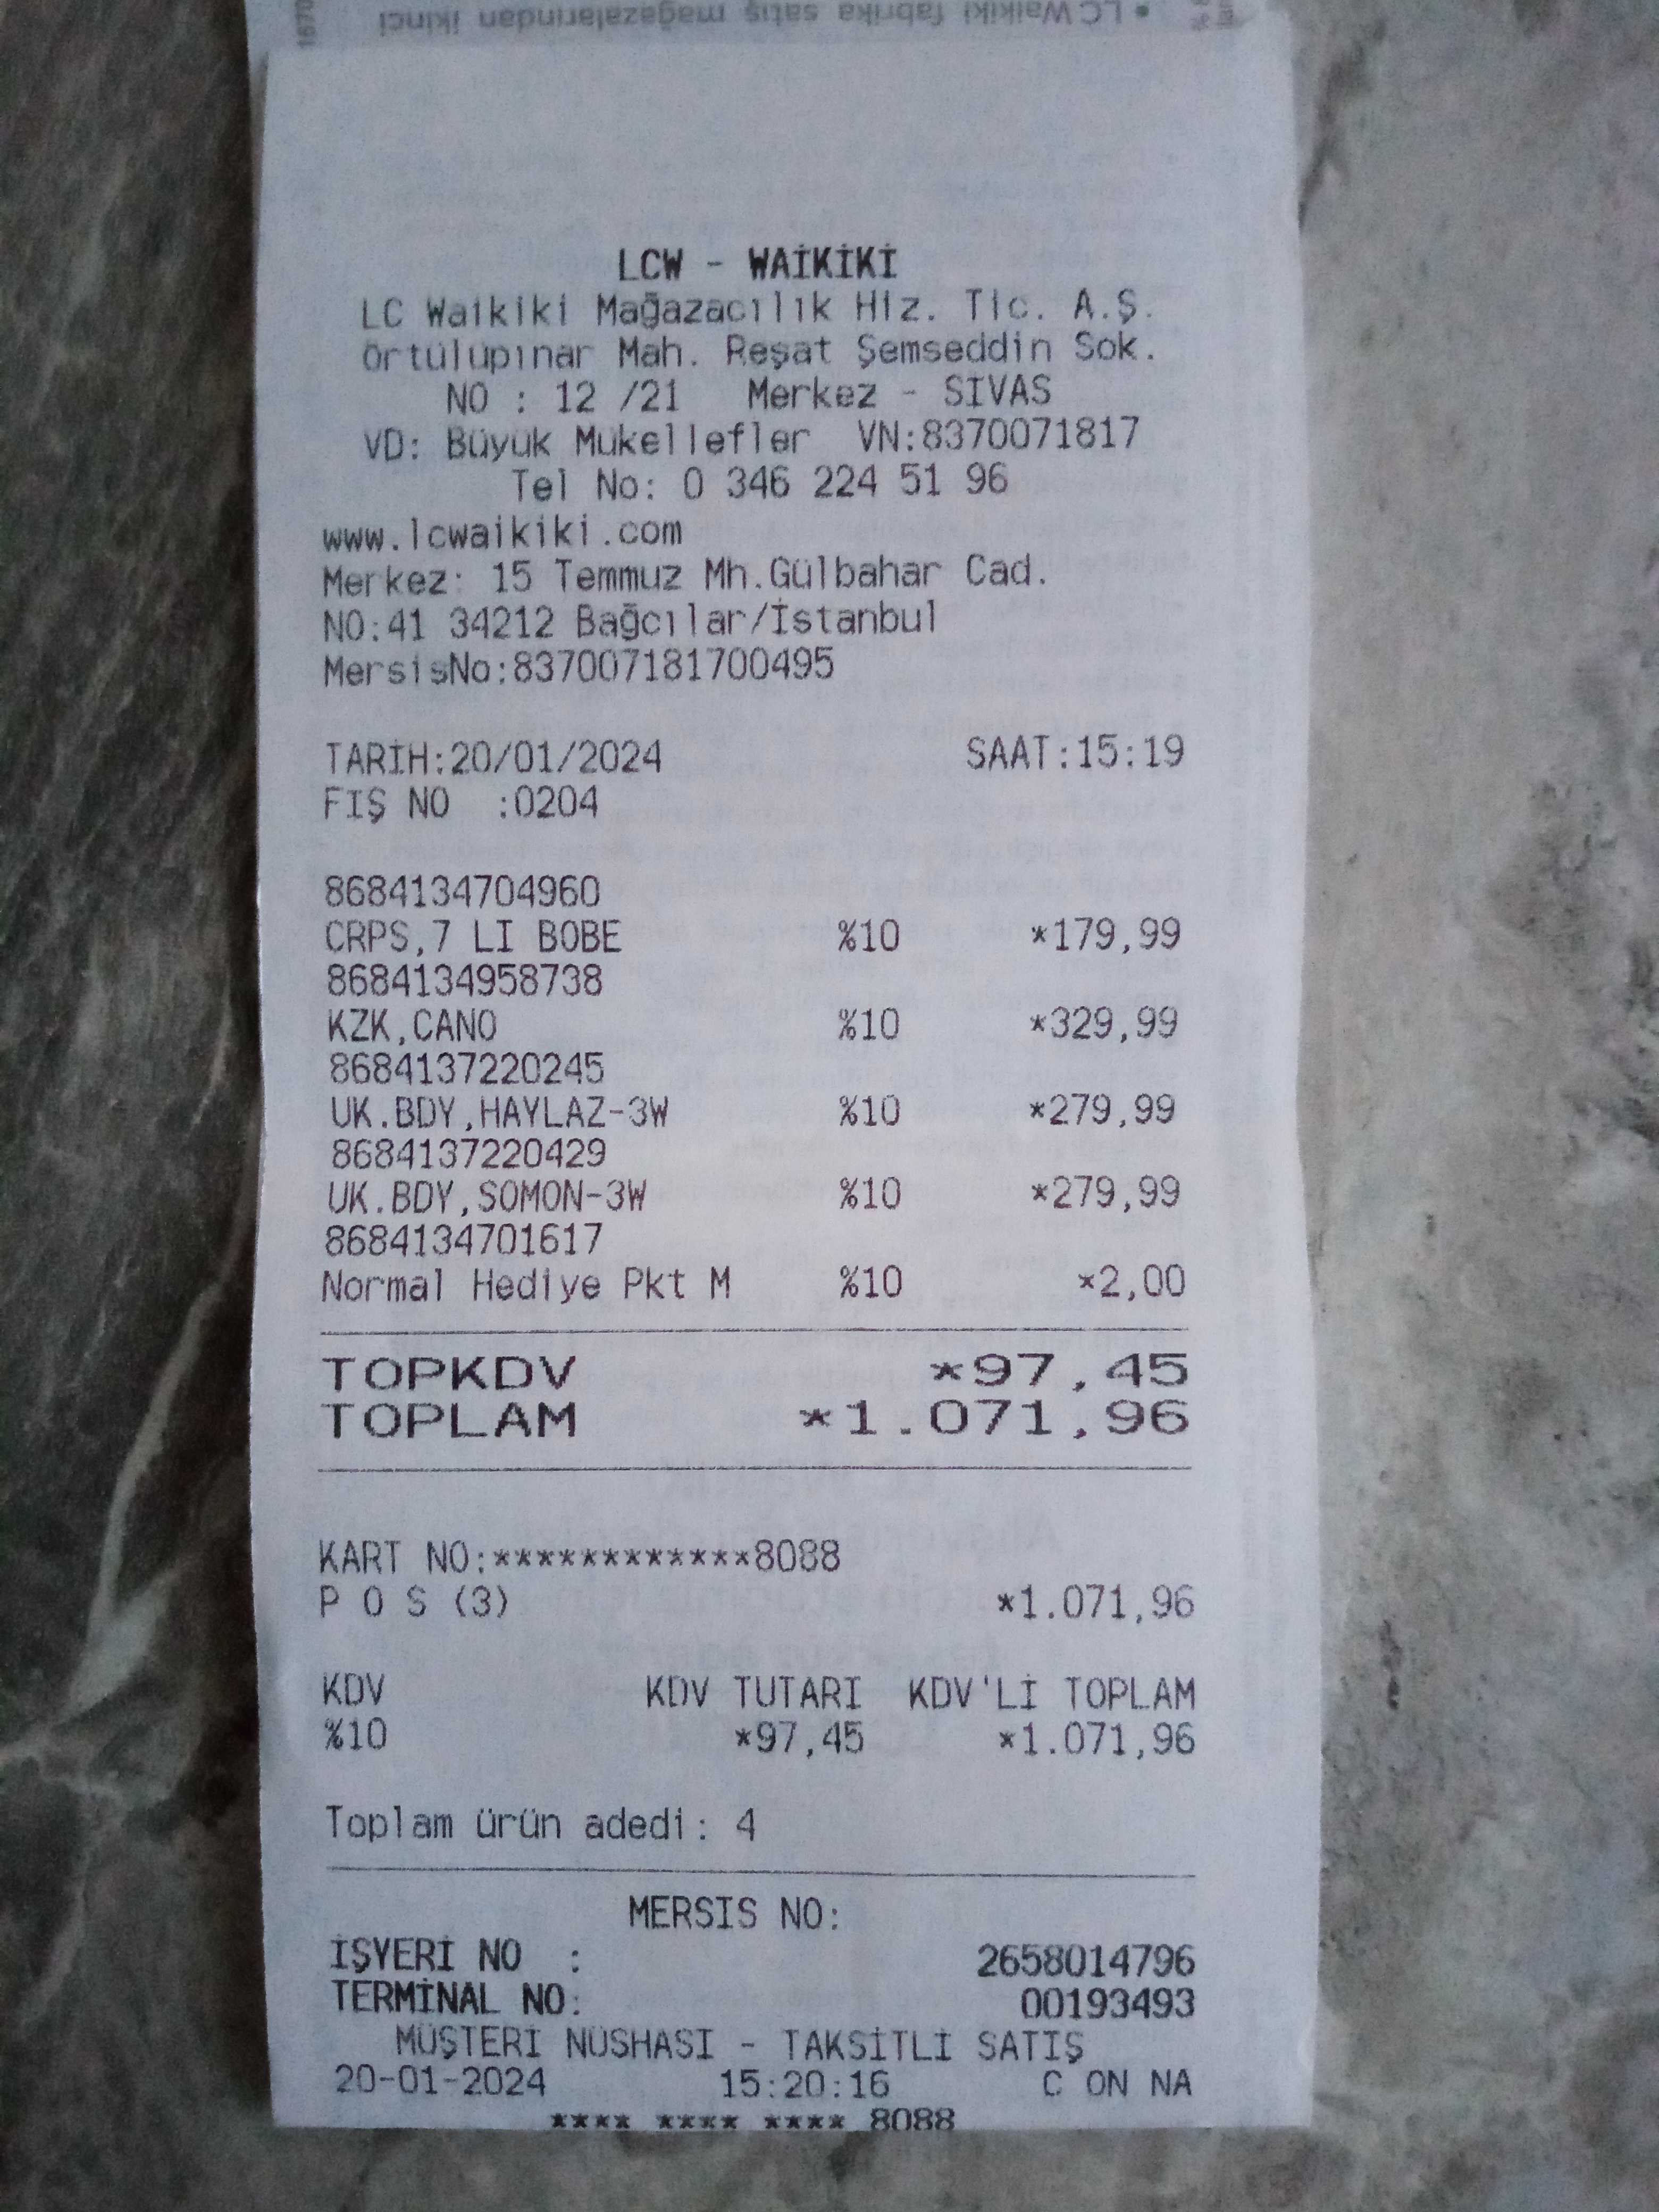 • LC Waikiki fabrika satış mağazalarından ikinci
LCW - WAİKİKİ
LC Waikiki Mağazacılık Hiz. Tic. A.Ş.
Örtülüpınar Mah. Reşat Şemseddin Sok.
NO : 12 /21 Merkez - SIVAS
VD: Büyük Mükellefler VN:8370071817
Tel No: 0 346 224 51 96
www.lcwaikiki.com
Merkez: 15 Temmuz Mh.Gülbahar Cad.
NO:41 34212 Bağcılar/İstanbul
MersisNo:837007181700495
TARİH:20/01/2024 SAAT:15:19
FİŞ NO :0204
8684134704960
CRPS,7 LI BOBE %10 *179,99
8684134958738
KZK,CANO %10 *329,99
8684137220245
UK.BDY,HAYLAZ-3W %10 *279,99
8684137220429
UK.BDY,SOMON-3W %10 *279,99
8684134701617
Normal Hediye Pkt M %10 *2,00
TOPKDV *97,45
TOPLAM *1.071,96
KART NO:************8088
P O S (3) *1.071,96
KDV KDV TUTARI KDV'Lİ TOPLAM
%10 *97,45 *1.071,96
Toplam ürün adedi: 4
MERSIS NO:
İŞYERİ NO : 2658014796
TERMİNAL NO: 00193493
MÜŞTERİ NÜSHASI - TAKSİTLİ SATIŞ
20-01-2024 15:20:16 C ON NA
**** **** **** 8088